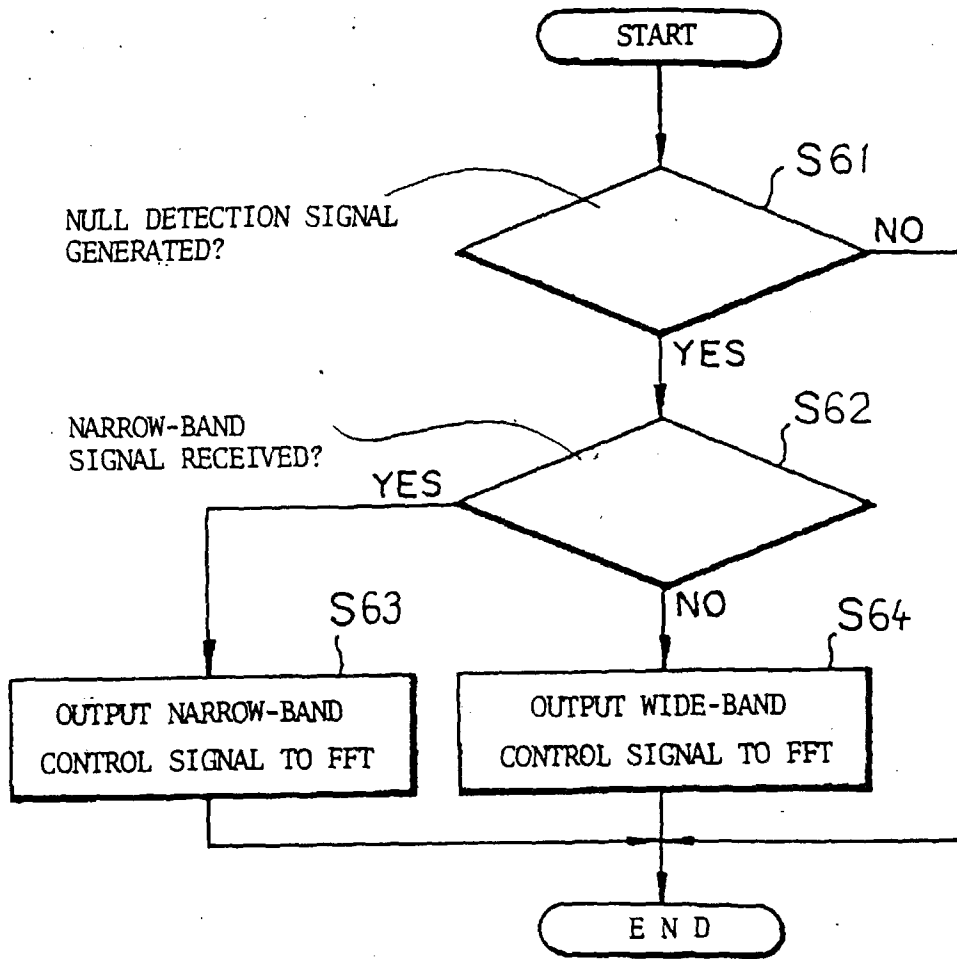 START
S61
NULL DETECTION SIGNAL
GENERATED?
NO
YES
S62
NARROW-BAND
SIGNAL RECEIVED?
YES
NO
S63
S64
OUTPUT NARROW-BAND
CONTROL SIGNAL TO FFT
OUTPUT WIDE-BAND
CONTROL SIGNAL TO FFT
END